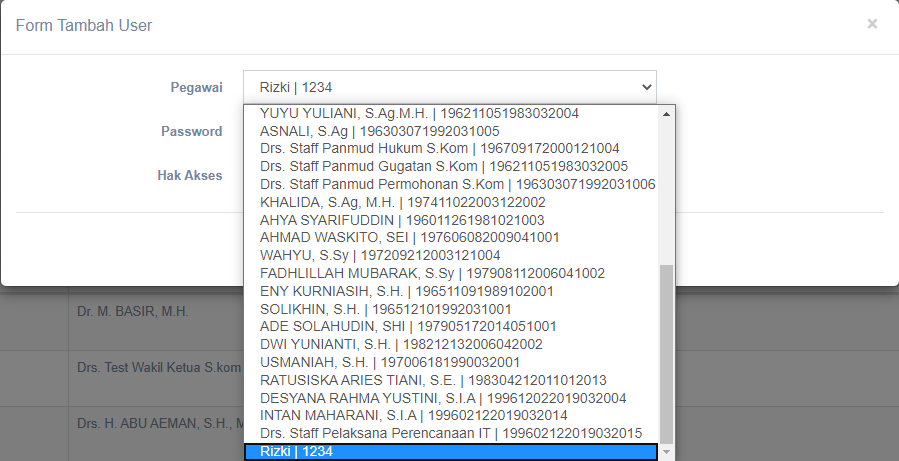 Form Tambah User ×
Pegawai Rizki | 1234
YUYU YULIANI, S.Ag.M.H. | 196211051983032004
Password ASNALI, S.Ag | 196303071992031005
Drs. Staff Panmud Hukum S.Kom | 196709172000121004
Drs. Staff Panmud Gugatan S.Kom | 196211051983032005
Hak Akses Drs. Staff Panmud Permohonan S.Kom | 196303071992031006
KHALIDA, S.Ag, M.H. | 197411022003122002
AHYA SYARIFUDDIN | 196011261981021003
AHMAD WASKITO, SEI | 197606082009041001
WAHYU, S.Sy | 197209212003121004
FADHLILLAH MUBARAK, S.Sy | 197908112006041002
ENY KURNIASIH, S.H. | 196511091989102001
Dr. M. BASIR, M.H. SOLIKHIN, S.H. | 196512101992031001
ADE SOLAHUDIN, SHI | 197905172014051001
DWI YUNIANTI, S.H. | 198212132006042002
Drs. Test Wakil Ketua S.kom USMANIAH, S.H. | 197006181990032001
RATUSISKA ARIES TIANI, S.E. | 198304212011012013
DESYANA RAHMA YUSTINI, S.I.A | 199612022019032004
Drs. H. ABU AEMAN, S.H., M INTAN MAHARANI, S.I.A | 199602122019032014
Drs. Staff Pelaksana Perencanaan IT | 199602122019032015
Rizki | 1234